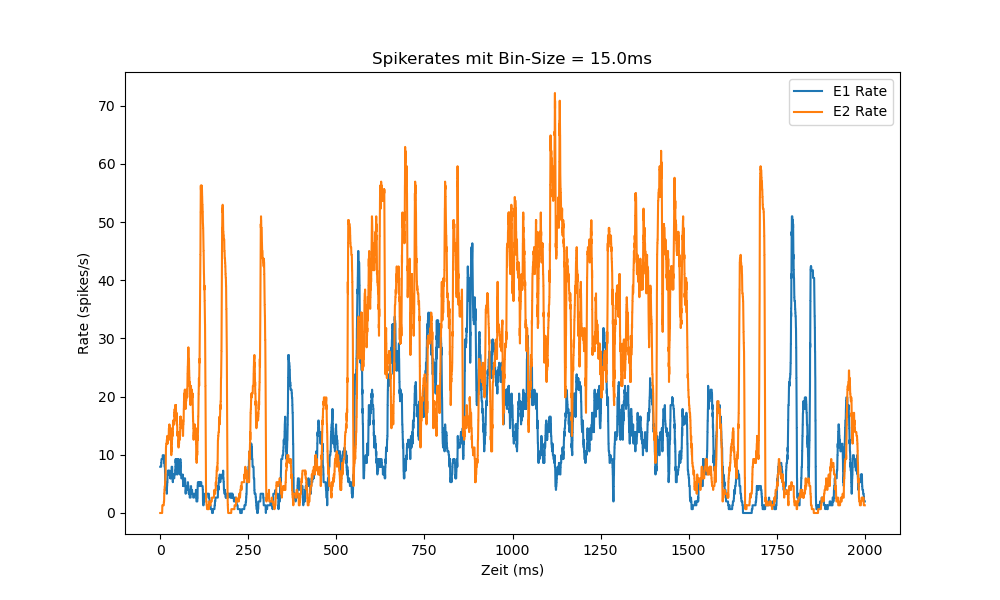 Spikerates mit Bin-Size = 15.0ms
E1 Rate
E2 Rate
70
60
50
40
30
20
10
0
Rate (spikes/s)
0 250 500 750 1000 1250 1500 1750 2000
Zeit (ms)